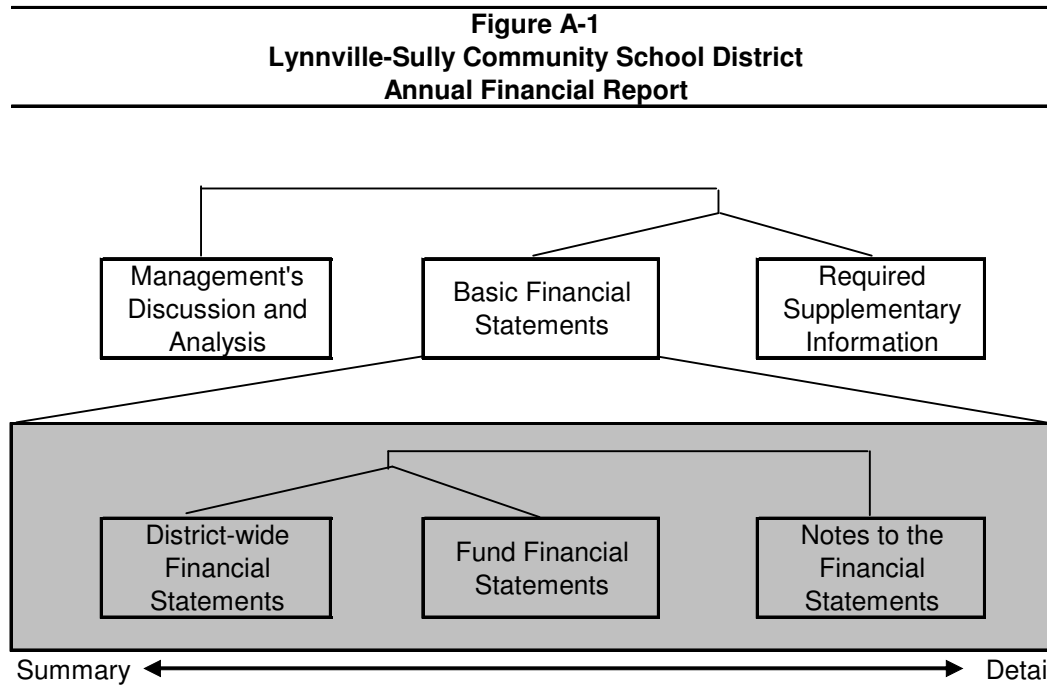 Figure A-1
Lynnville-Sully Community School District
Annual Financial Report
Management's
Discussion and
Analysis
Basic Financial
Statements
Required
Supplementary
Information
District-wide
Financial
Statements
Fund Financial
Statements
Notes to the
Financial
Statements
Summary
Detai